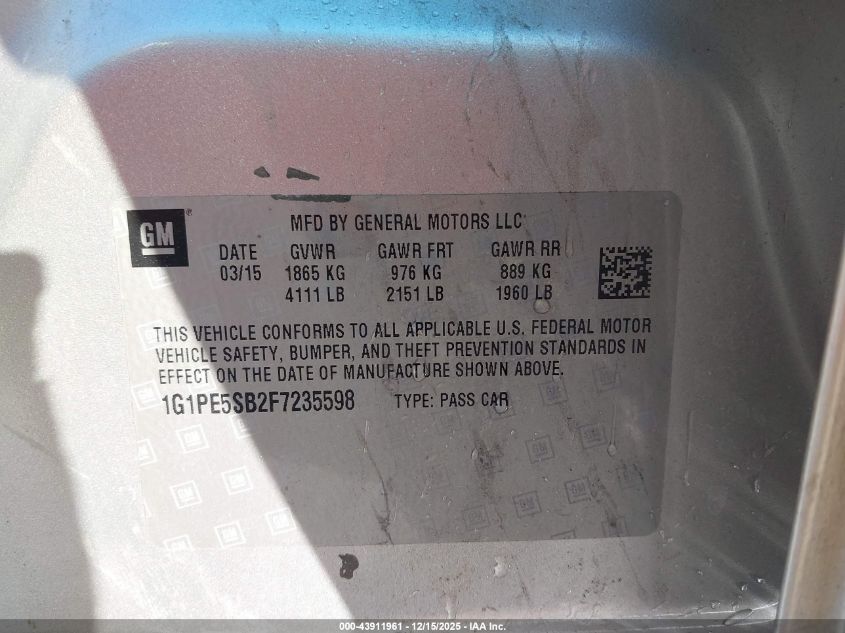 GM
®
MFD BY GENERAL MOTORS LLC
DATE GVWR GAWR FRT GAWR RR
03/15 1865 KG 976 KG 889 KG
4111 LB 2151 LB 1960 LB
THIS VEHICLE CONFORMS TO ALL APPLICABLE U.S. FEDERAL MOTOR
VEHICLE SAFETY, BUMPER, AND THEFT PREVENTION STANDARDS IN
EFFECT ON THE DATE OF MANUFACTURE SHOWN ABOVE.
1G1PE5SB2F7235598 TYPE: PASS CAR
000-43911961 - 12/15/2025 - IAA Inc.